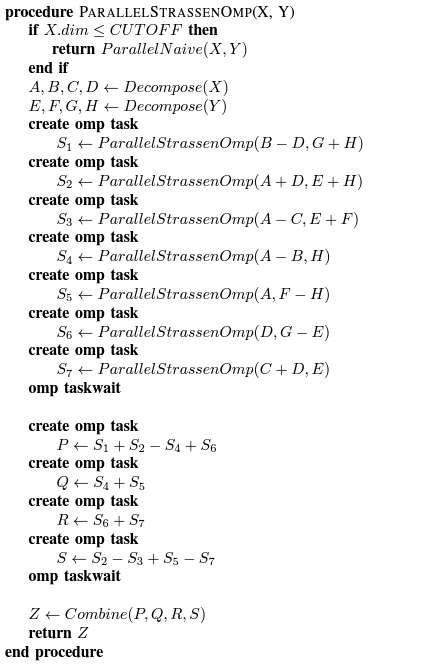 procedure PARALLELSTRASSENOMP(X, Y)
if X.dim ≤ CUTOFF then
return ParallelNaive(X, Y)
end if
A, B, C, D ← Decompose(X)
E, F, G, H ← Decompose(Y)
create omp task
S₁ ← ParallelStrassenOmp(B − D, G + H)
create omp task
S₂ ← ParallelStrassenOmp(A + D, E + H)
create omp task
S₃ ← ParallelStrassenOmp(A − C, E + F)
create omp task
S₄ ← ParallelStrassenOmp(A − B, H)
create omp task
S₅ ← ParallelStrassenOmp(A, F − H)
create omp task
S₆ ← ParallelStrassenOmp(D, G − E)
create omp task
S₇ ← ParallelStrassenOmp(C + D, E)
omp taskwait
create omp task
P ← S₁ + S₂ − S₄ + S₆
create omp task
Q ← S₄ + S₅
create omp task
R ← S₆ + S₇
create omp task
S ← S₂ − S₃ + S₅ − S₇
omp taskwait
Z ← Combine(P, Q, R, S)
return Z
end procedure